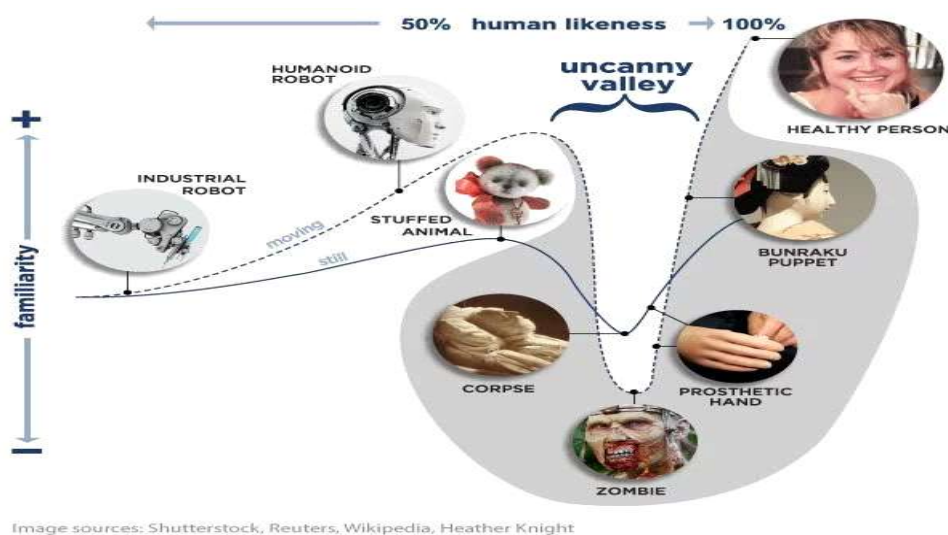 50% human likeness 100%
HUMANOID
ROBOT
uncanny
valley
HEALTHY PERSON
+
INDUSTRIAL
ROBOT
moving
STUFFED
ANIMAL
still
BUNRAKU
PUPPET
familiarity
CORPSE
PROSTHETIC
HAND
ZOMBIE
Image sources: Shutterstock, Reuters, Wikipedia, Heather Knight